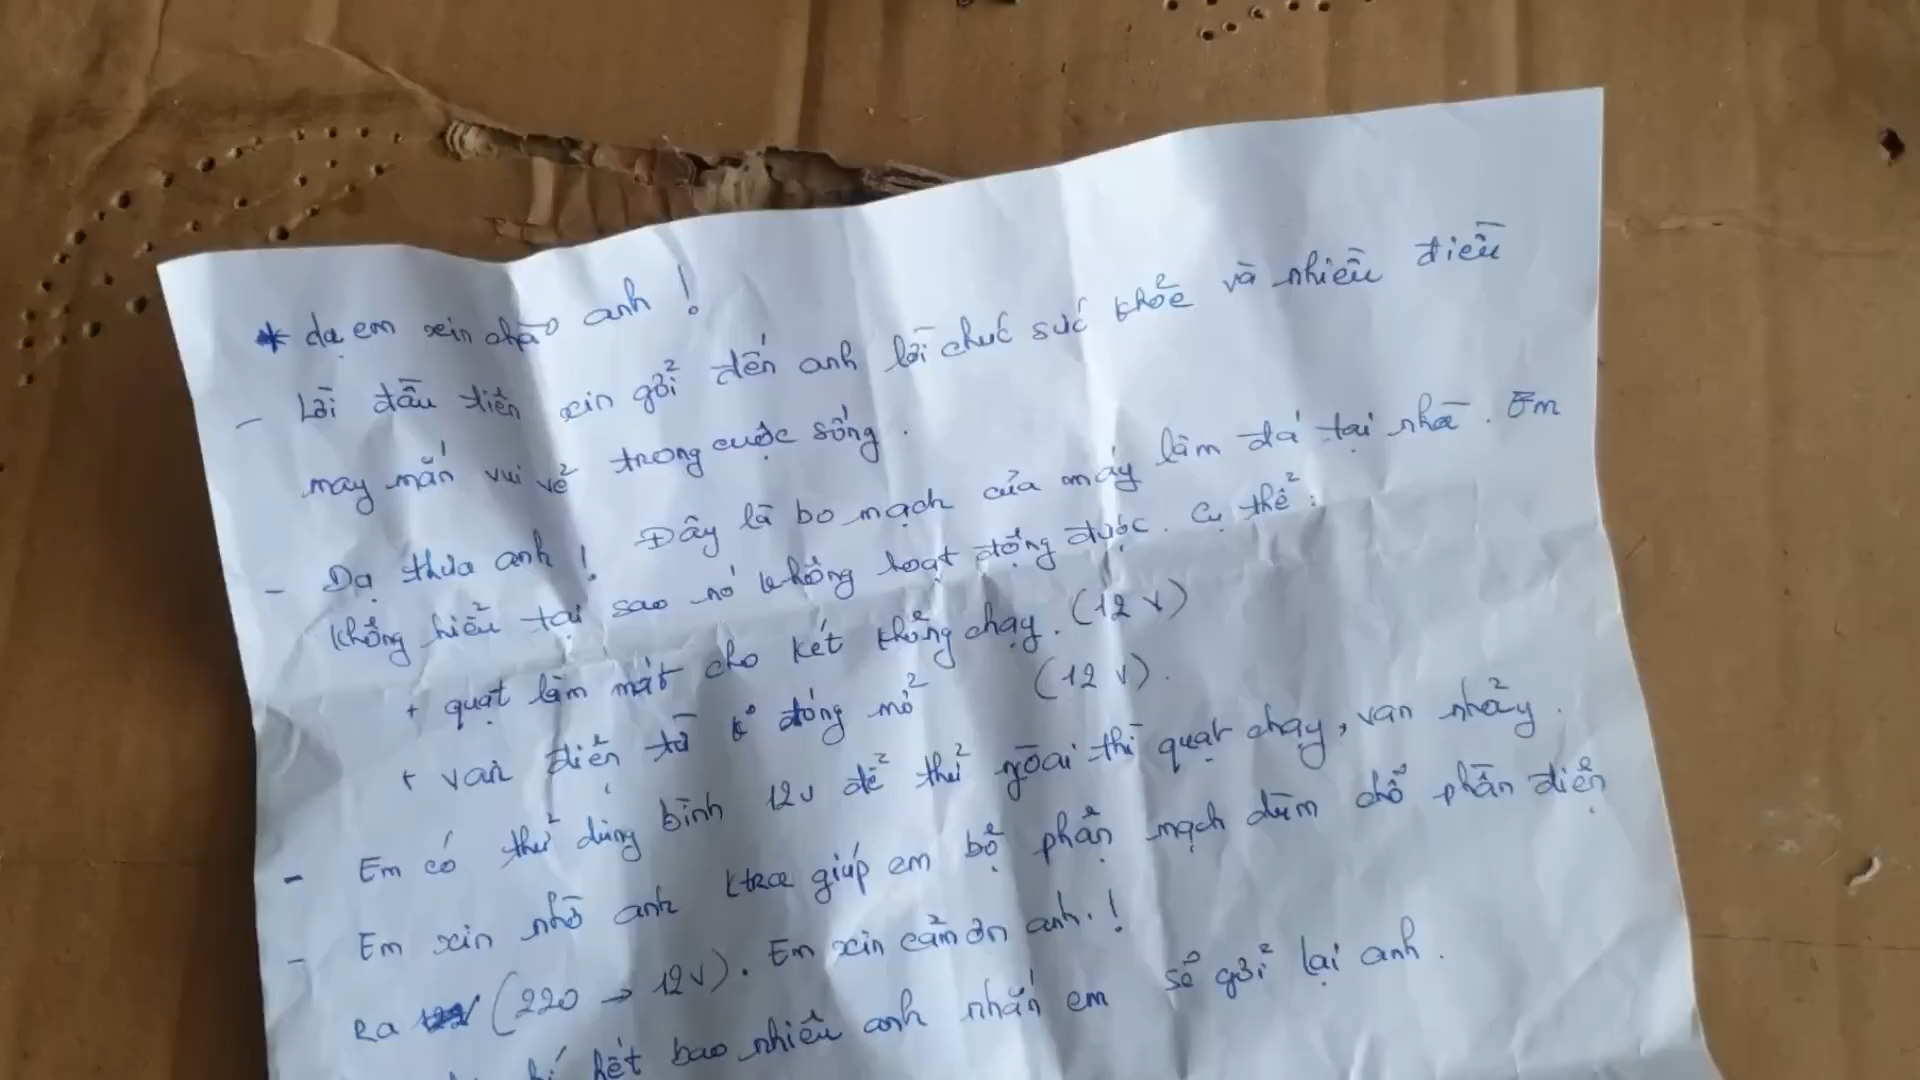 * dạ em xin chào anh !
- Lời đầu tiên xin gởi đến anh lời chúc sức khỏe và nhiều điều
may mắn vui vẻ trong cuộc sống .
- Dạ thưa anh ! Đây là bo mạch của máy làm đá tại nhà . Em
không hiểu tại sao nó không hoạt động được . Cụ thể :
+ quạt làm mát cho két không chạy . (12 v)
+ van điện từ k° đóng mở (12 v) .
- Em có thử dùng bình 12v để thử ngoài thì quạt chạy , van nhảy .
- Em xin nhờ anh ktra giúp em bộ phận mạch dùm chổ phần điện
Ra (220 → 12v) . Em xin cảm ơn anh . !
hết bao nhiêu anh nhắn em sẽ gởi lại anh .